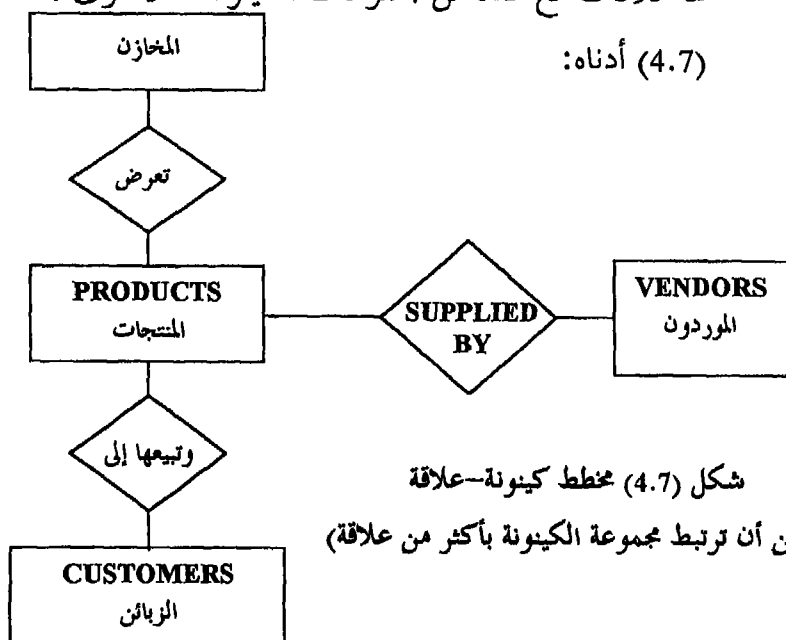 (4.7) أدناه:
المخازن
تعرض
PRODUCTS
المنتجات
SUPPLIED
BY
VENDORS
الموردون
وتبيعها إلى
شكل (4.7) مخطط كينونة-علاقة
أن ترتبط مجموعة الكينونة بأكثر من علاقة)
CUSTOMERS
الزبائن